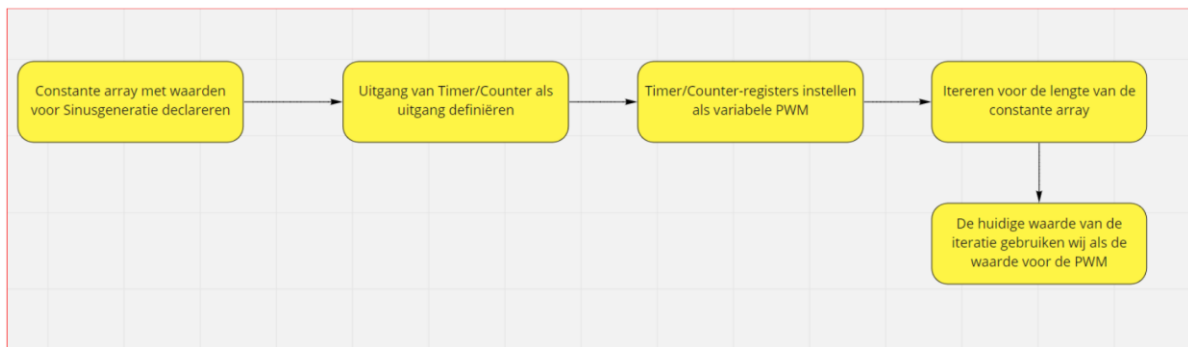 Constante array met waarden
voor Sinusgeneratie declareren
Uitgang van Timer/Counter als
uitgang definiëren
Timer/Counter-registers instellen
als variabele PWM
Itereren voor de lengte van de
constante array
De huidige waarde van de
iteratie gebruiken wij als de
waarde voor de PWM